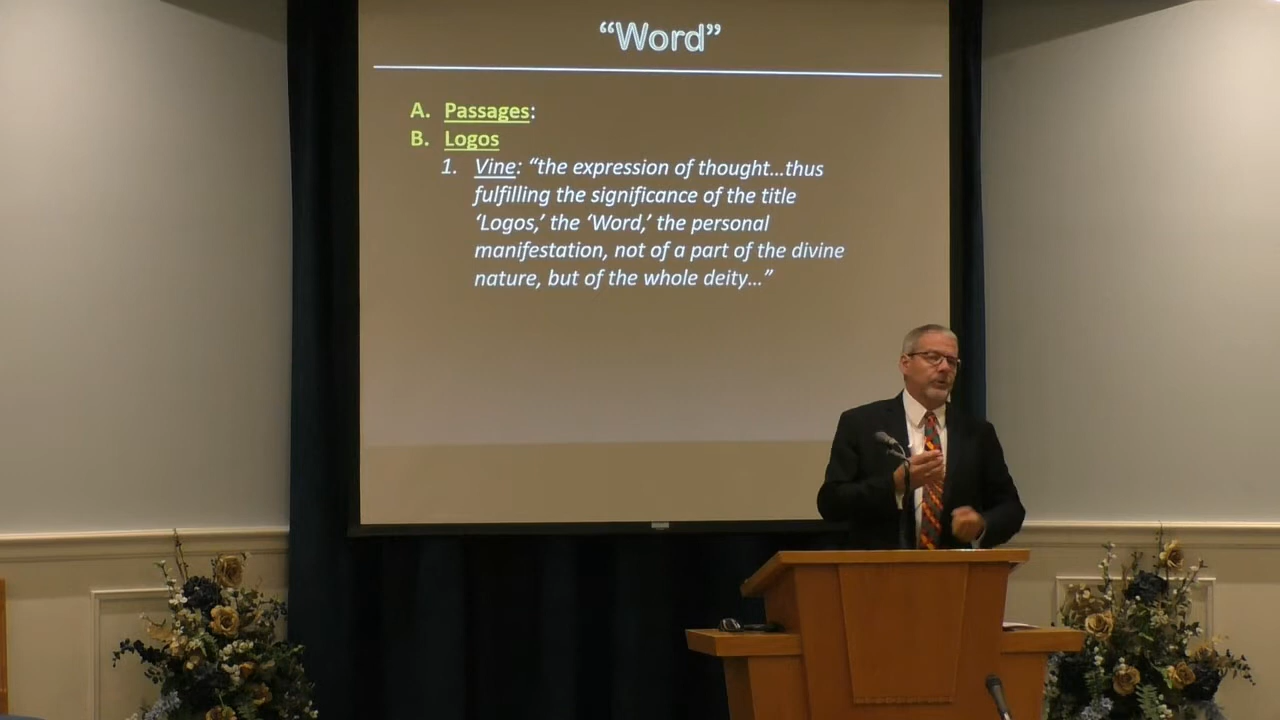 “Word”
A. Passages:
B. Logos
1. Vine: “the expression of thought…thus
fulfilling the significance of the title
‘Logos,’ the ‘Word,’ the personal
manifestation, not of a part of the divine
nature, but of the whole deity…”